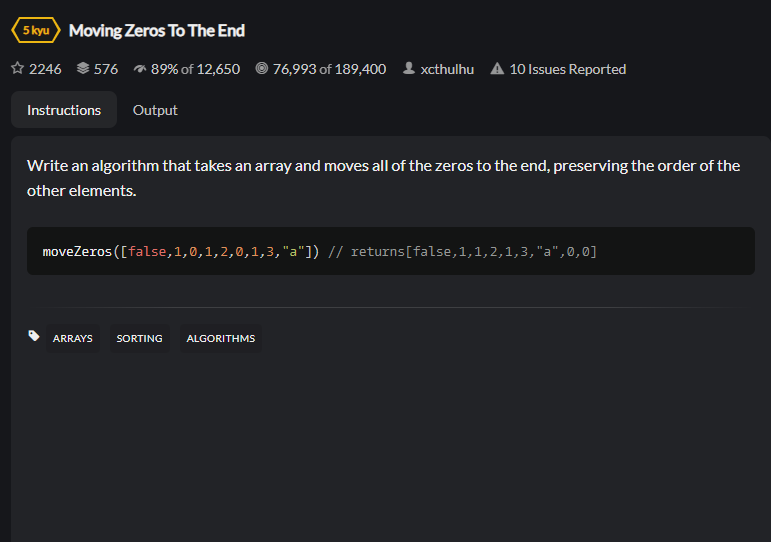 5 kyu Moving Zeros To The End
2246 576 89% of 12,650 76,993 of 189,400 xcthulhu 10 Issues Reported
Instructions Output
Write an algorithm that takes an array and moves all of the zeros to the end, preserving the order of the
other elements.
moveZeros([false,1,0,1,2,0,1,3,"a"]) // returns[false,1,1,2,1,3,"a",0,0]
ARRAYS SORTING ALGORITHMS